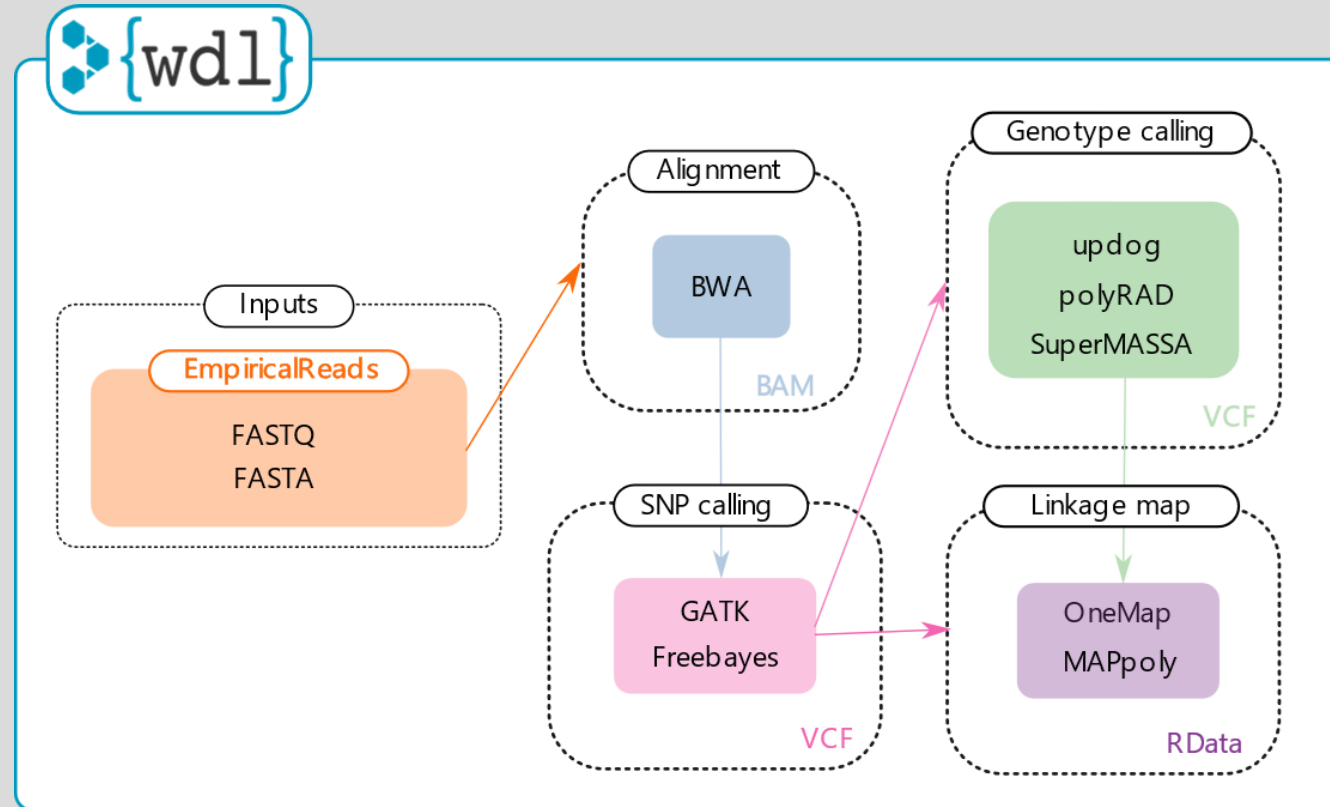 {wdl}
Inputs
EmpiricalReads
FASTQ
FASTA
Alignment
BWA
BAM
SNP calling
GATK
Freebayes
VCF
Genotype calling
updog
polyRAD
SuperMASSA
VCF
Linkage map
OneMap
MAPpoly
RData